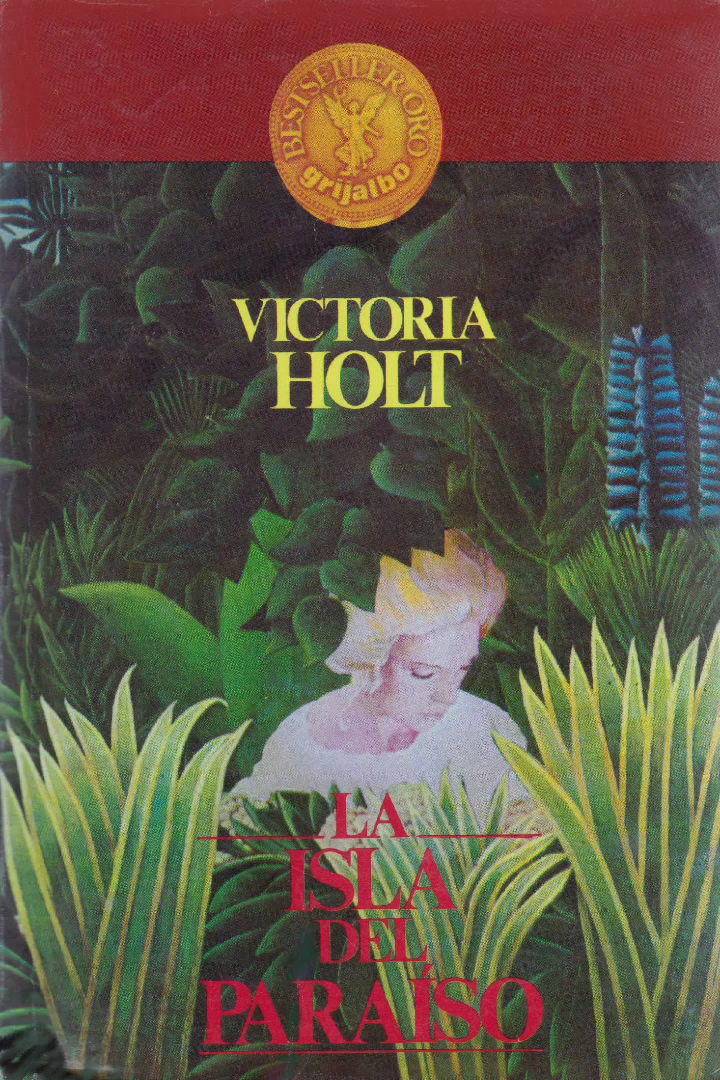 BESTSELLER ORO
grijalbo
VICTORIA
HOLT
LA
ISLA
DEL
PARAÍSO